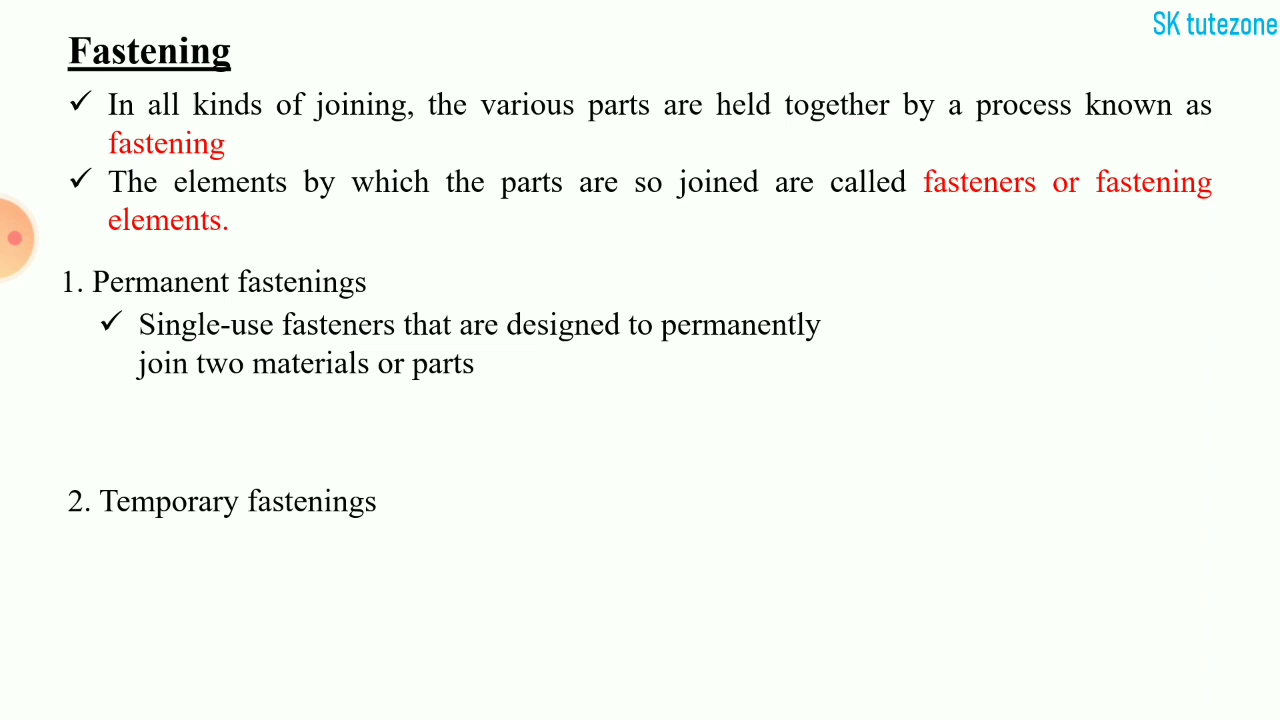 SK tutezone
Fastening
✓ In all kinds of joining, the various parts are held together by a process known as
fastening
✓ The elements by which the parts are so joined are called fasteners or fastening
elements.
1. Permanent fastenings
✓ Single-use fasteners that are designed to permanently
join two materials or parts
2. Temporary fastenings